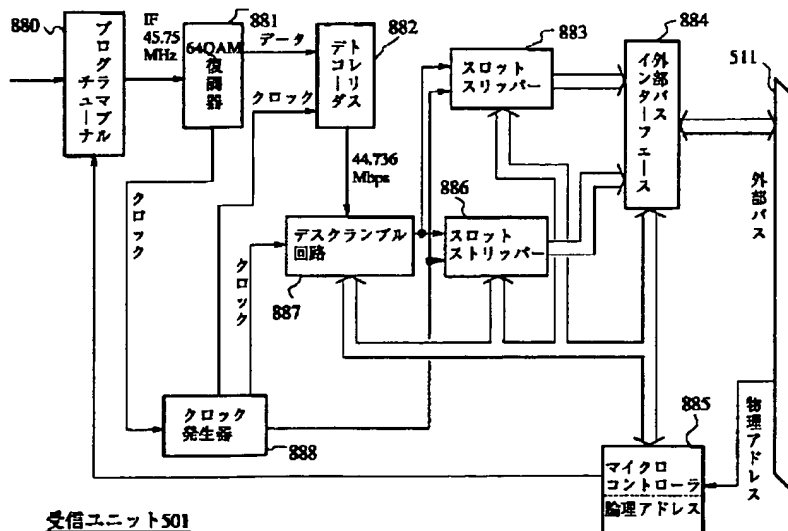 880
プログラマブル
チューナ
IF
45.75
MHz
881
64QAM
復調器
データ
クロック
882
トレリス
デコーダ
883
スロット
スリッパー
884
外部バス
インターフェース
511
外部バス
44.736
Mbps
クロック
クロック
デスクランブル
回路
887
886
スロット
ストリッパー
クロック
発生器
888
885
マイクロ
コントローラ
論理アドレス
物理アドレス
受信ユニット501